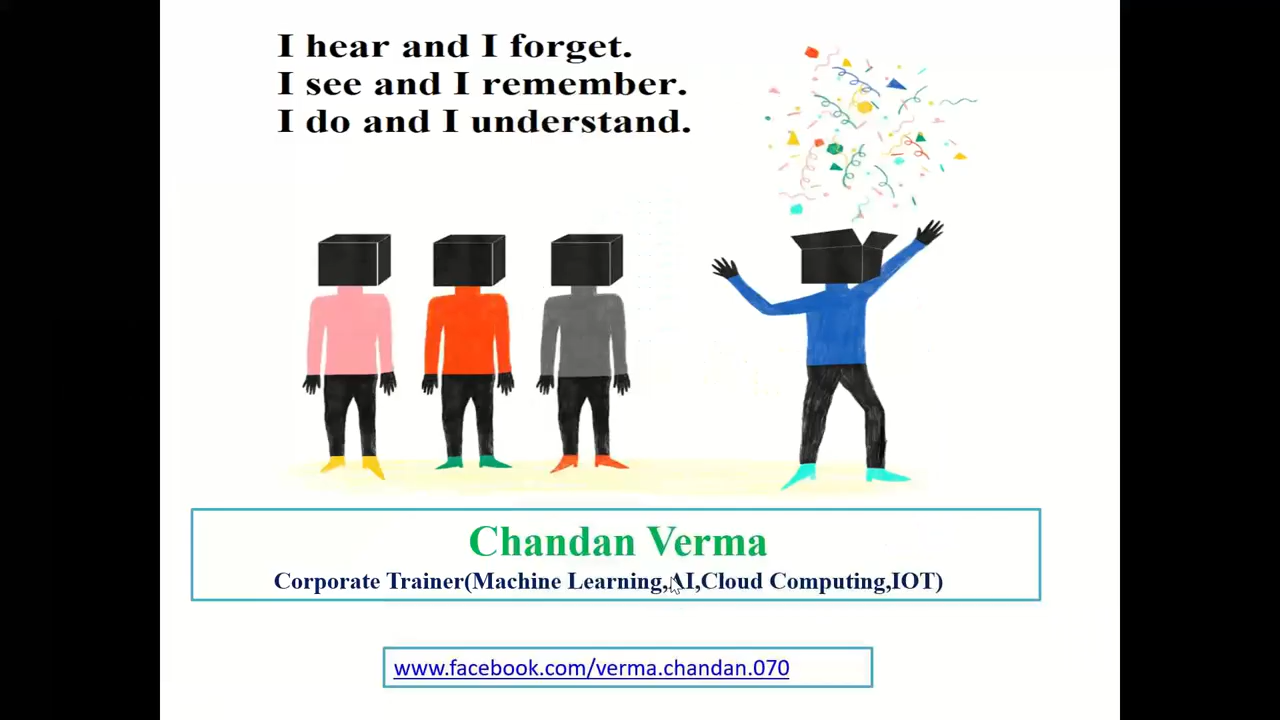 I hear and I forget.
I see and I remember.
I do and I understand.
Chandan Verma
Corporate Trainer(Machine Learning,AI,Cloud Computing,IOT)
www.facebook.com/verma.chandan.070